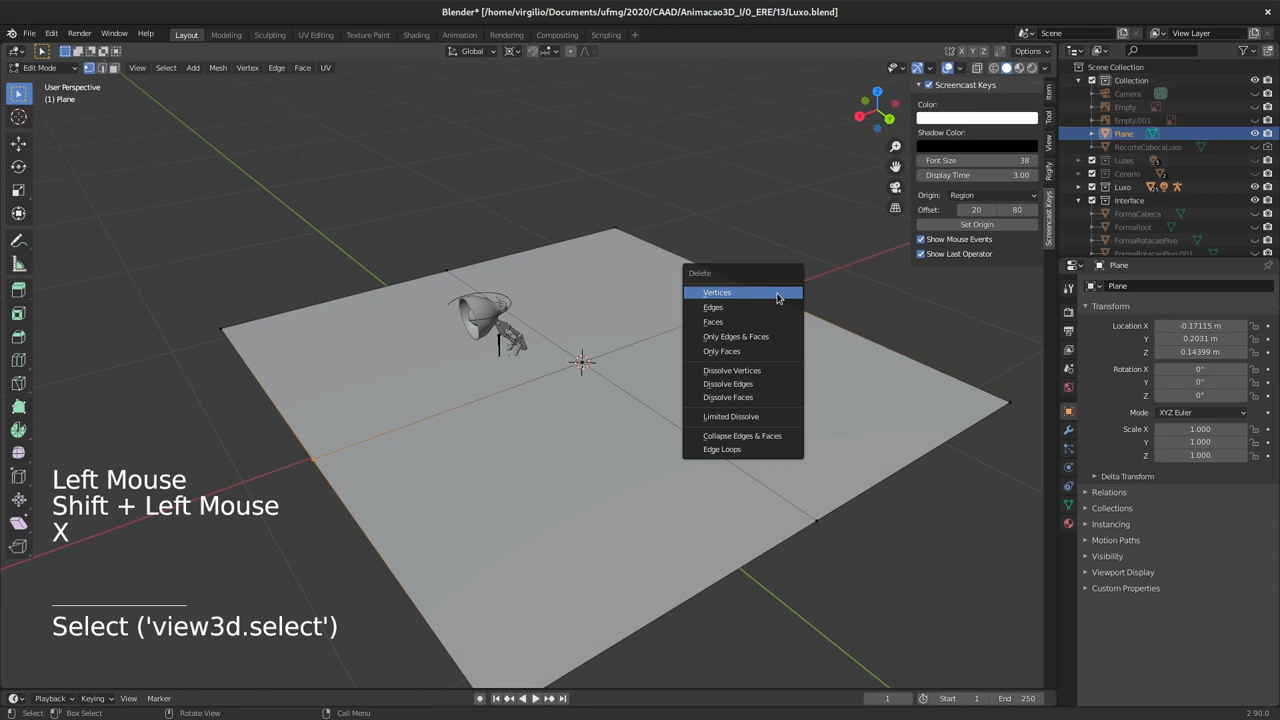 Blender* [/home/virgilio/Documents/ufmg/2020/CAAD/Animacao3D_I/0_ERE/13/Luxo.blend]
File Edit Render Window Help Layout Modeling Sculpting UV Editing Texture Paint Shading Animation Rendering Compositing Scripting + Scene View Layer
Global X Y Z Options
Edit Mode View Select Add Mesh Vertex Edge Face UV
User Perspective
(1) Plane
Screencast Keys
Color:
Shadow Color:
Font Size 38
Display Time 3.00
Origin: Region
Offset: 20 80
Set Origin
Show Mouse Events
Show Last Operator
Item
Tool
View
Rigify
Screencast Keys
Z
X
Y
Scene Collection
Collection
Camera
Empty
Empty.001
Plane
RecorteCabecaLuxo
Luzes
Cenario
Luxo
Interface
FormaCabeca
FormaRoot
FormaRotacaoPivo
FormaRotacaoPivo.001
Delete
Vertices
Edges
Faces
Only Edges & Faces
Only Faces
Dissolve Vertices
Dissolve Edges
Dissolve Faces
Limited Dissolve
Collapse Edges & Faces
Edge Loops
Plane
Plane
Transform
Location X -0.17115 m
Y 0.2031 m
Z 0.14399 m
Rotation X 0°
Y 0°
Z 0°
Mode XYZ Euler
Scale X 1.000
Y 1.000
Z 1.000
Delta Transform
Relations
Collections
Instancing
Motion Paths
Visibility
Viewport Display
Custom Properties
Left Mouse
Shift + Left Mouse
X
Select ('view3d.select')
Playback Keying View Marker 1 Start 1 End 250
Select Box Select Rotate View Call Menu 2.90.0